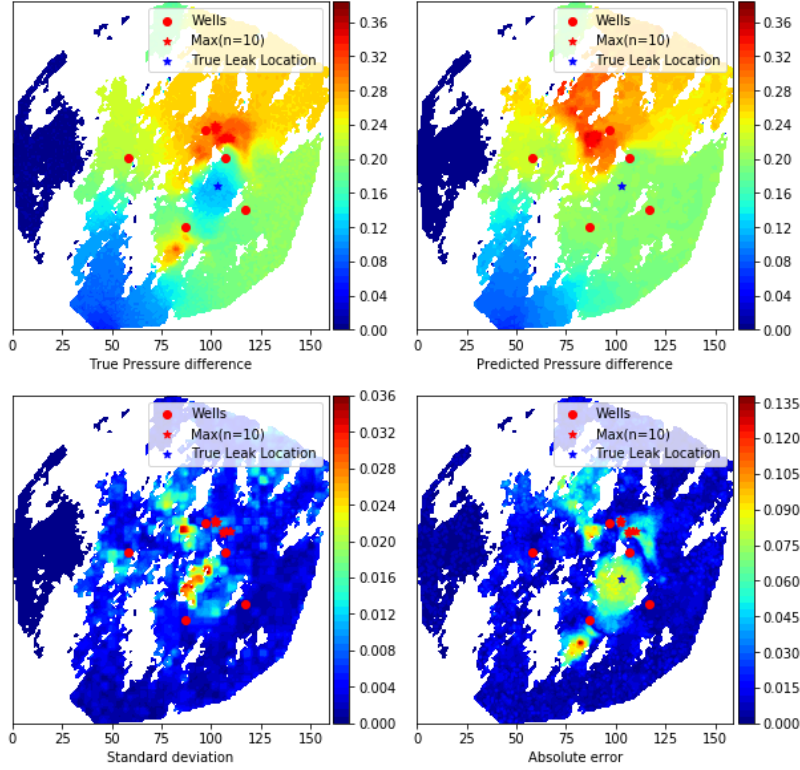 Wells
Max(n=10)
True Leak Location
0.36
0.32
0.28
0.24
0.20
0.16
0.12
0.08
0.04
0.00
0 25 50 75 100 125 150
True Pressure difference
Wells
Max(n=10)
True Leak Location
0.36
0.32
0.28
0.24
0.20
0.16
0.12
0.08
0.04
0.00
0 25 50 75 100 125 150
Predicted Pressure difference
Wells
Max(n=10)
True Leak Location
0.036
0.032
0.028
0.024
0.020
0.016
0.012
0.008
0.004
0.000
0 25 50 75 100 125 150
Standard deviation
Wells
Max(n=10)
True Leak Location
0.135
0.120
0.105
0.090
0.075
0.060
0.045
0.030
0.015
0.000
0 25 50 75 100 125 150
Absolute error